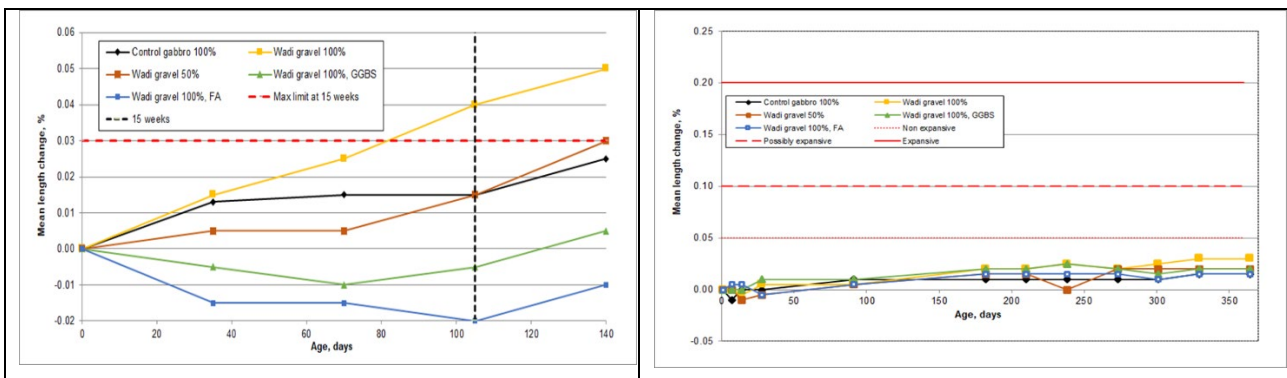 0.06
0.05
0.04
0.03
0.02
0.01
0.00
-0.01
-0.02
Mean length change, %
Control gabbro 100% Wadi gravel 100%
Wadi gravel 50% Wadi gravel 100%, GGBS
Wadi gravel 100%, FA Max limit at 15 weeks
15 weeks
0 20 40 60 80 100 120 140
Age, days
0.25
0.20
0.15
0.10
0.05
0.00
-0.05
Mean length change, %
Control gabbro 100% Wadi gravel 100%
Wadi gravel 50% Wadi gravel 100%, GGBS
Wadi gravel 100%, FA Non expansive
Possibly expansive Expansive
0 50 100 150 200 250 300 350
Age, days